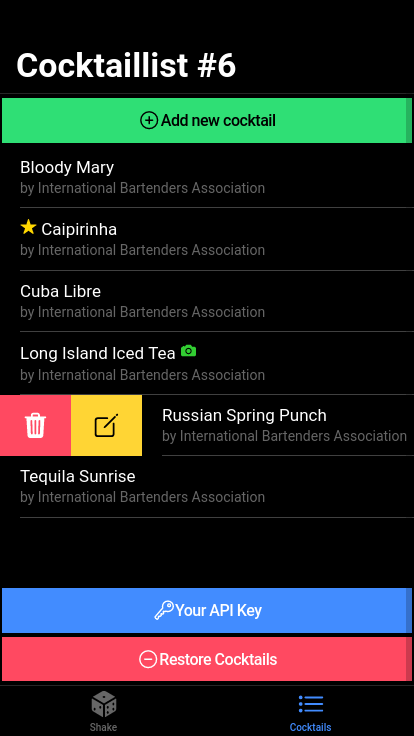 Cocktaillist #6
Add new cocktail
Bloody Mary
by International Bartenders Association
Caipirinha
by International Bartenders Association
Cuba Libre
by International Bartenders Association
Long Island Iced Tea
by International Bartenders Association
Russian Spring Punch
by International Bartenders Association
Tequila Sunrise
by International Bartenders Association
Your API Key
Restore Cocktails
Shake
Cocktails